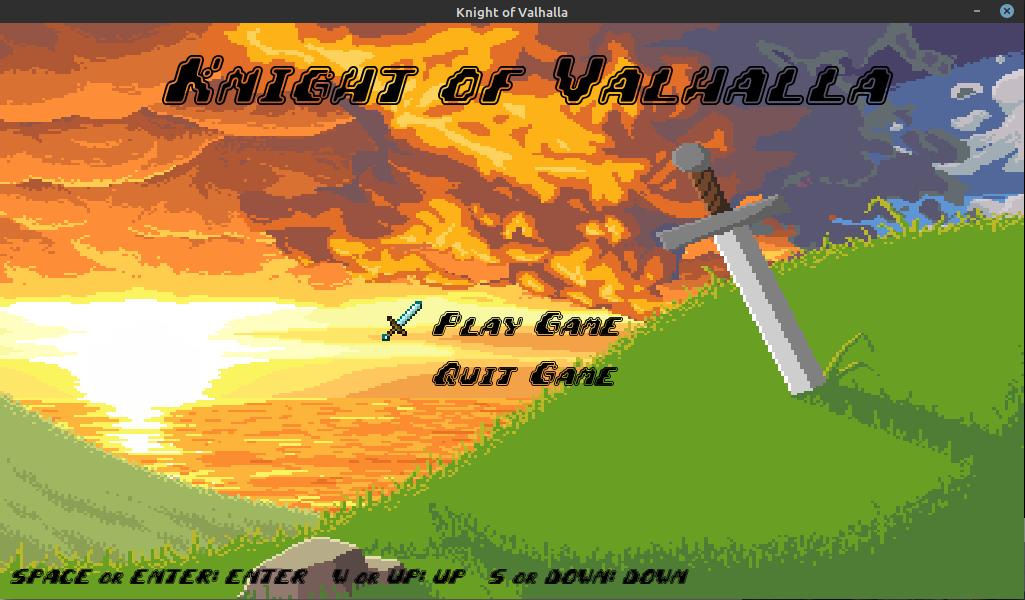 Knight of Valhalla
Knight of Valhalla
Play Game
Quit Game
SPACE or ENTER: ENTER W or UP: UP S or DOWN: DOWN